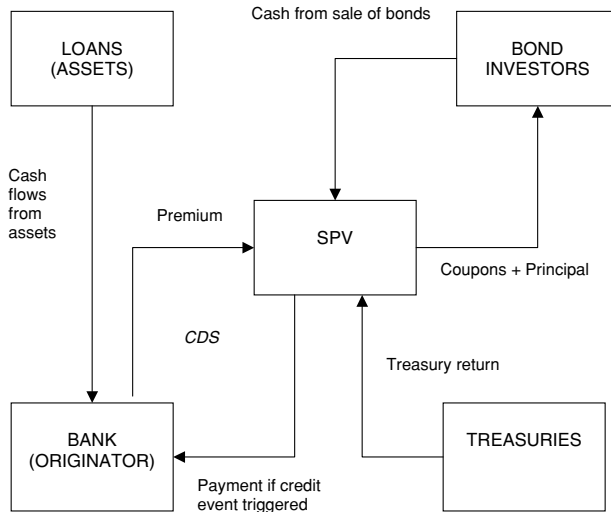 Cash from sale of bonds
LOANS
(ASSETS)
BOND
INVESTORS
Cash
flows
from
assets
Premium
SPV
Coupons + Principal
CDS
Treasury return
BANK
(ORIGINATOR)
TREASURIES
Payment if credit
event triggered